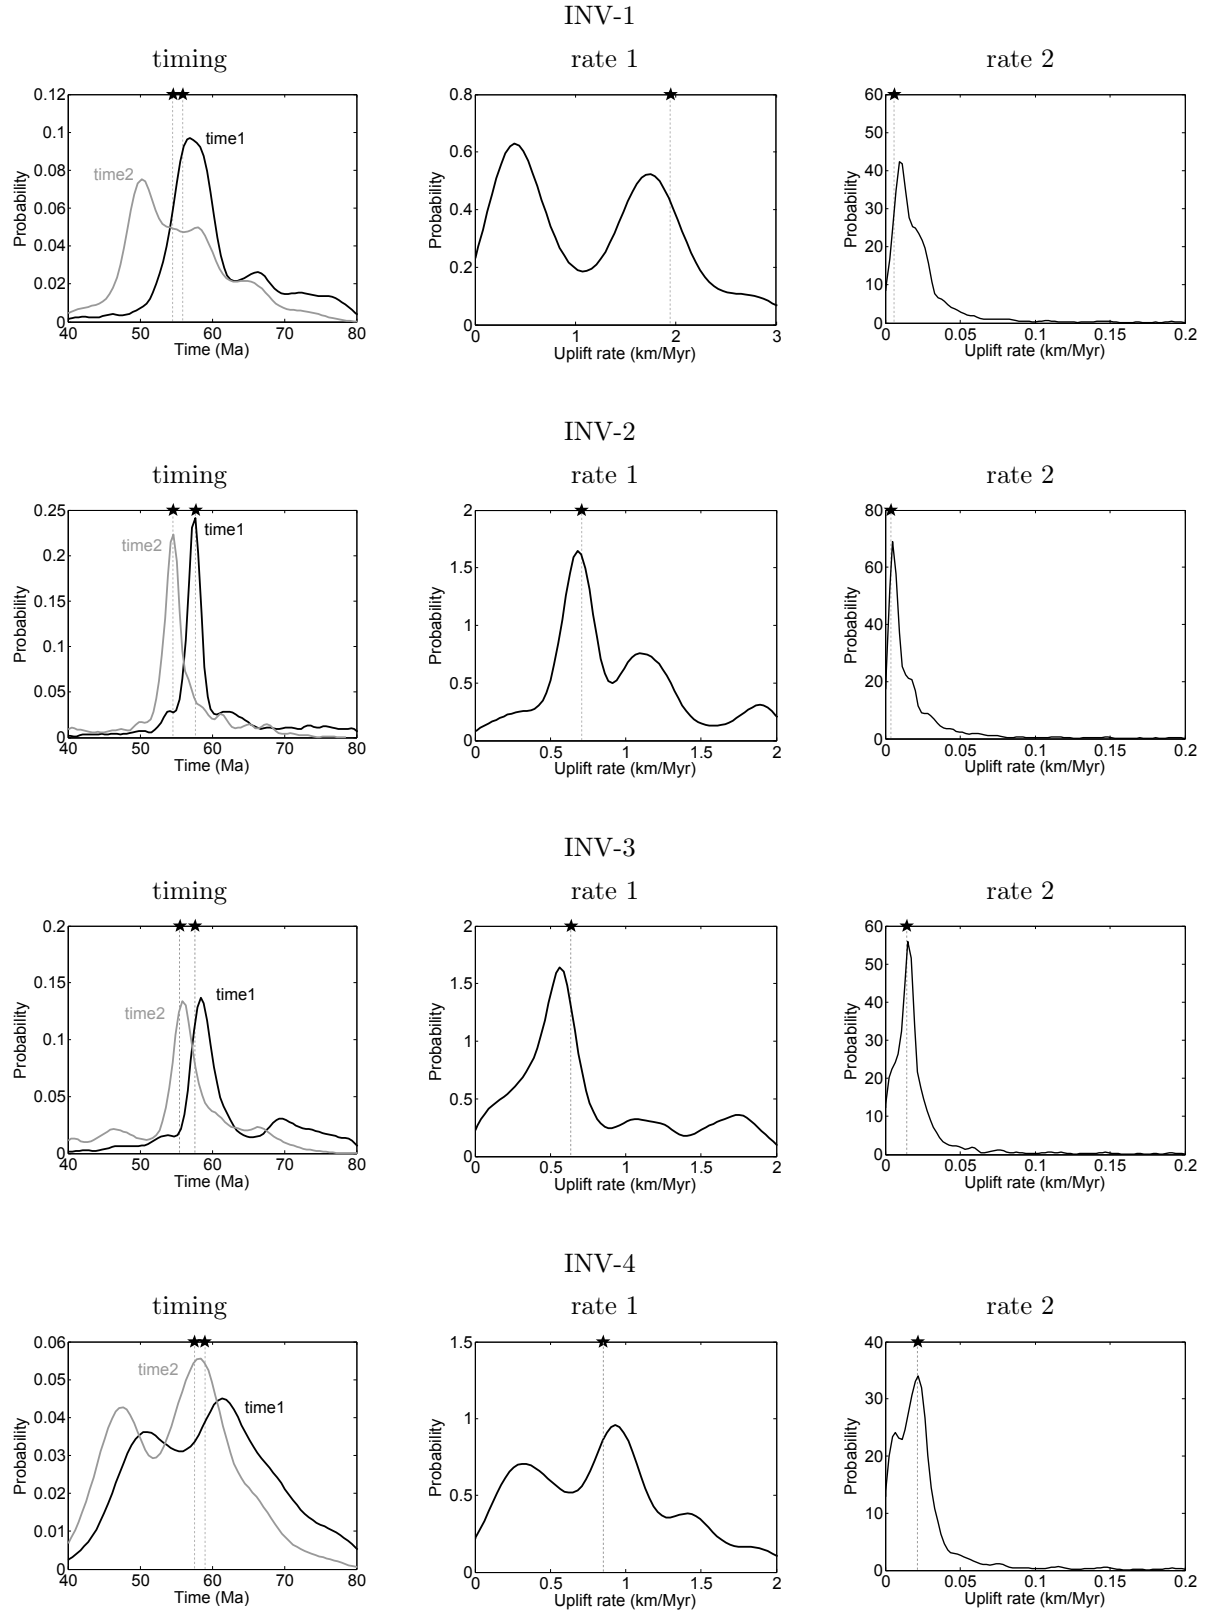 INV-1
timing rate 1 rate 2
0.12
0.1
0.08
0.06
0.04
0.02
0
Probability
time1
time2
40 50 60 70 80
Time (Ma)
0.8
0.6
0.4
0.2
0
Probability
0 1 2 3
Uplift rate (km/Myr)
60
50
40
30
20
10
0
Probability
0 0.05 0.1 0.15 0.2
Uplift rate (km/Myr)
INV-2
timing rate 1 rate 2
0.25
0.2
0.15
0.1
0.05
0
Probability
time1
time2
40 50 60 70 80
Time (Ma)
2
1.5
1
0.5
0
Probability
0 0.5 1 1.5 2
Uplift rate (km/Myr)
80
60
40
20
0
Probability
0 0.05 0.1 0.15 0.2
Uplift rate (km/Myr)
INV-3
timing rate 1 rate 2
0.2
0.15
0.1
0.05
0
Probability
time1
time2
40 50 60 70 80
Time (Ma)
2
1.5
1
0.5
0
Probability
0 0.5 1 1.5 2
Uplift rate (km/Myr)
60
50
40
30
20
10
0
Probability
0 0.05 0.1 0.15 0.2
Uplift rate (km/Myr)
INV-4
timing rate 1 rate 2
0.06
0.05
0.04
0.03
0.02
0.01
0
Probability
time2
time1
40 50 60 70 80
Time (Ma)
1.5
1
0.5
0
Probability
0 0.5 1 1.5 2
Uplift rate (km/Myr)
40
30
20
10
0
Probability
0 0.05 0.1 0.15 0.2
Uplift rate (km/Myr)